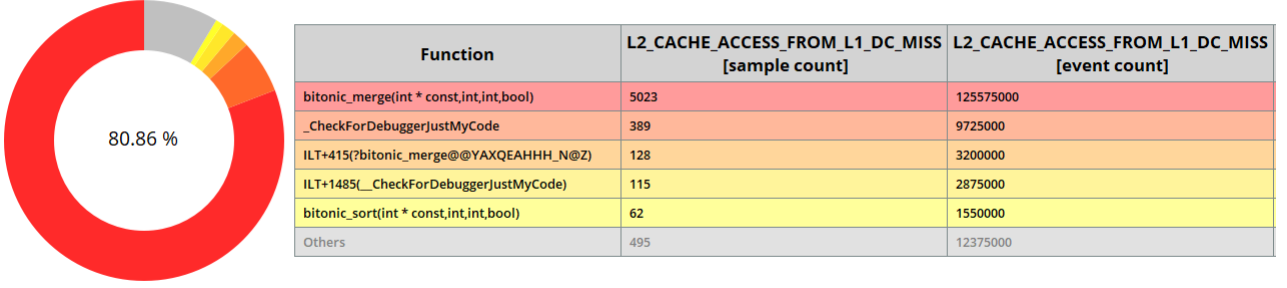 80.86 %
Function L2_CACHE_ACCESS_FROM_L1_DC_MISS L2_CACHE_ACCESS_FROM_L1_DC_MISS
[sample count] [event count]
bitonic_merge(int * const,int,int,bool) 5023 125575000
_CheckForDebuggerJustMyCode 389 9725000
ILT+415(?bitonic_merge@@YAXQEAHHH_N@Z) 128 3200000
ILT+1485(__CheckForDebuggerJustMyCode) 115 2875000
bitonic_sort(int * const,int,int,bool) 62 1550000
Others 495 12375000